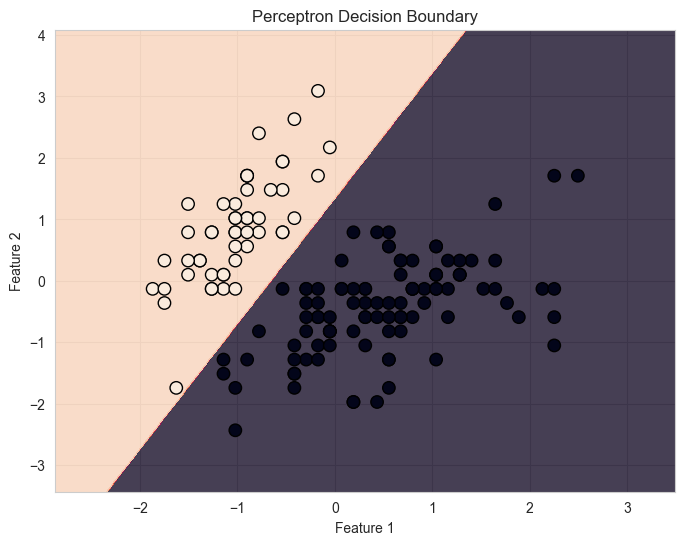 Perceptron Decision Boundary
4
3
2
1
0
−1
−2
−3
Feature 2
−2 −1 0 1 2 3
Feature 1